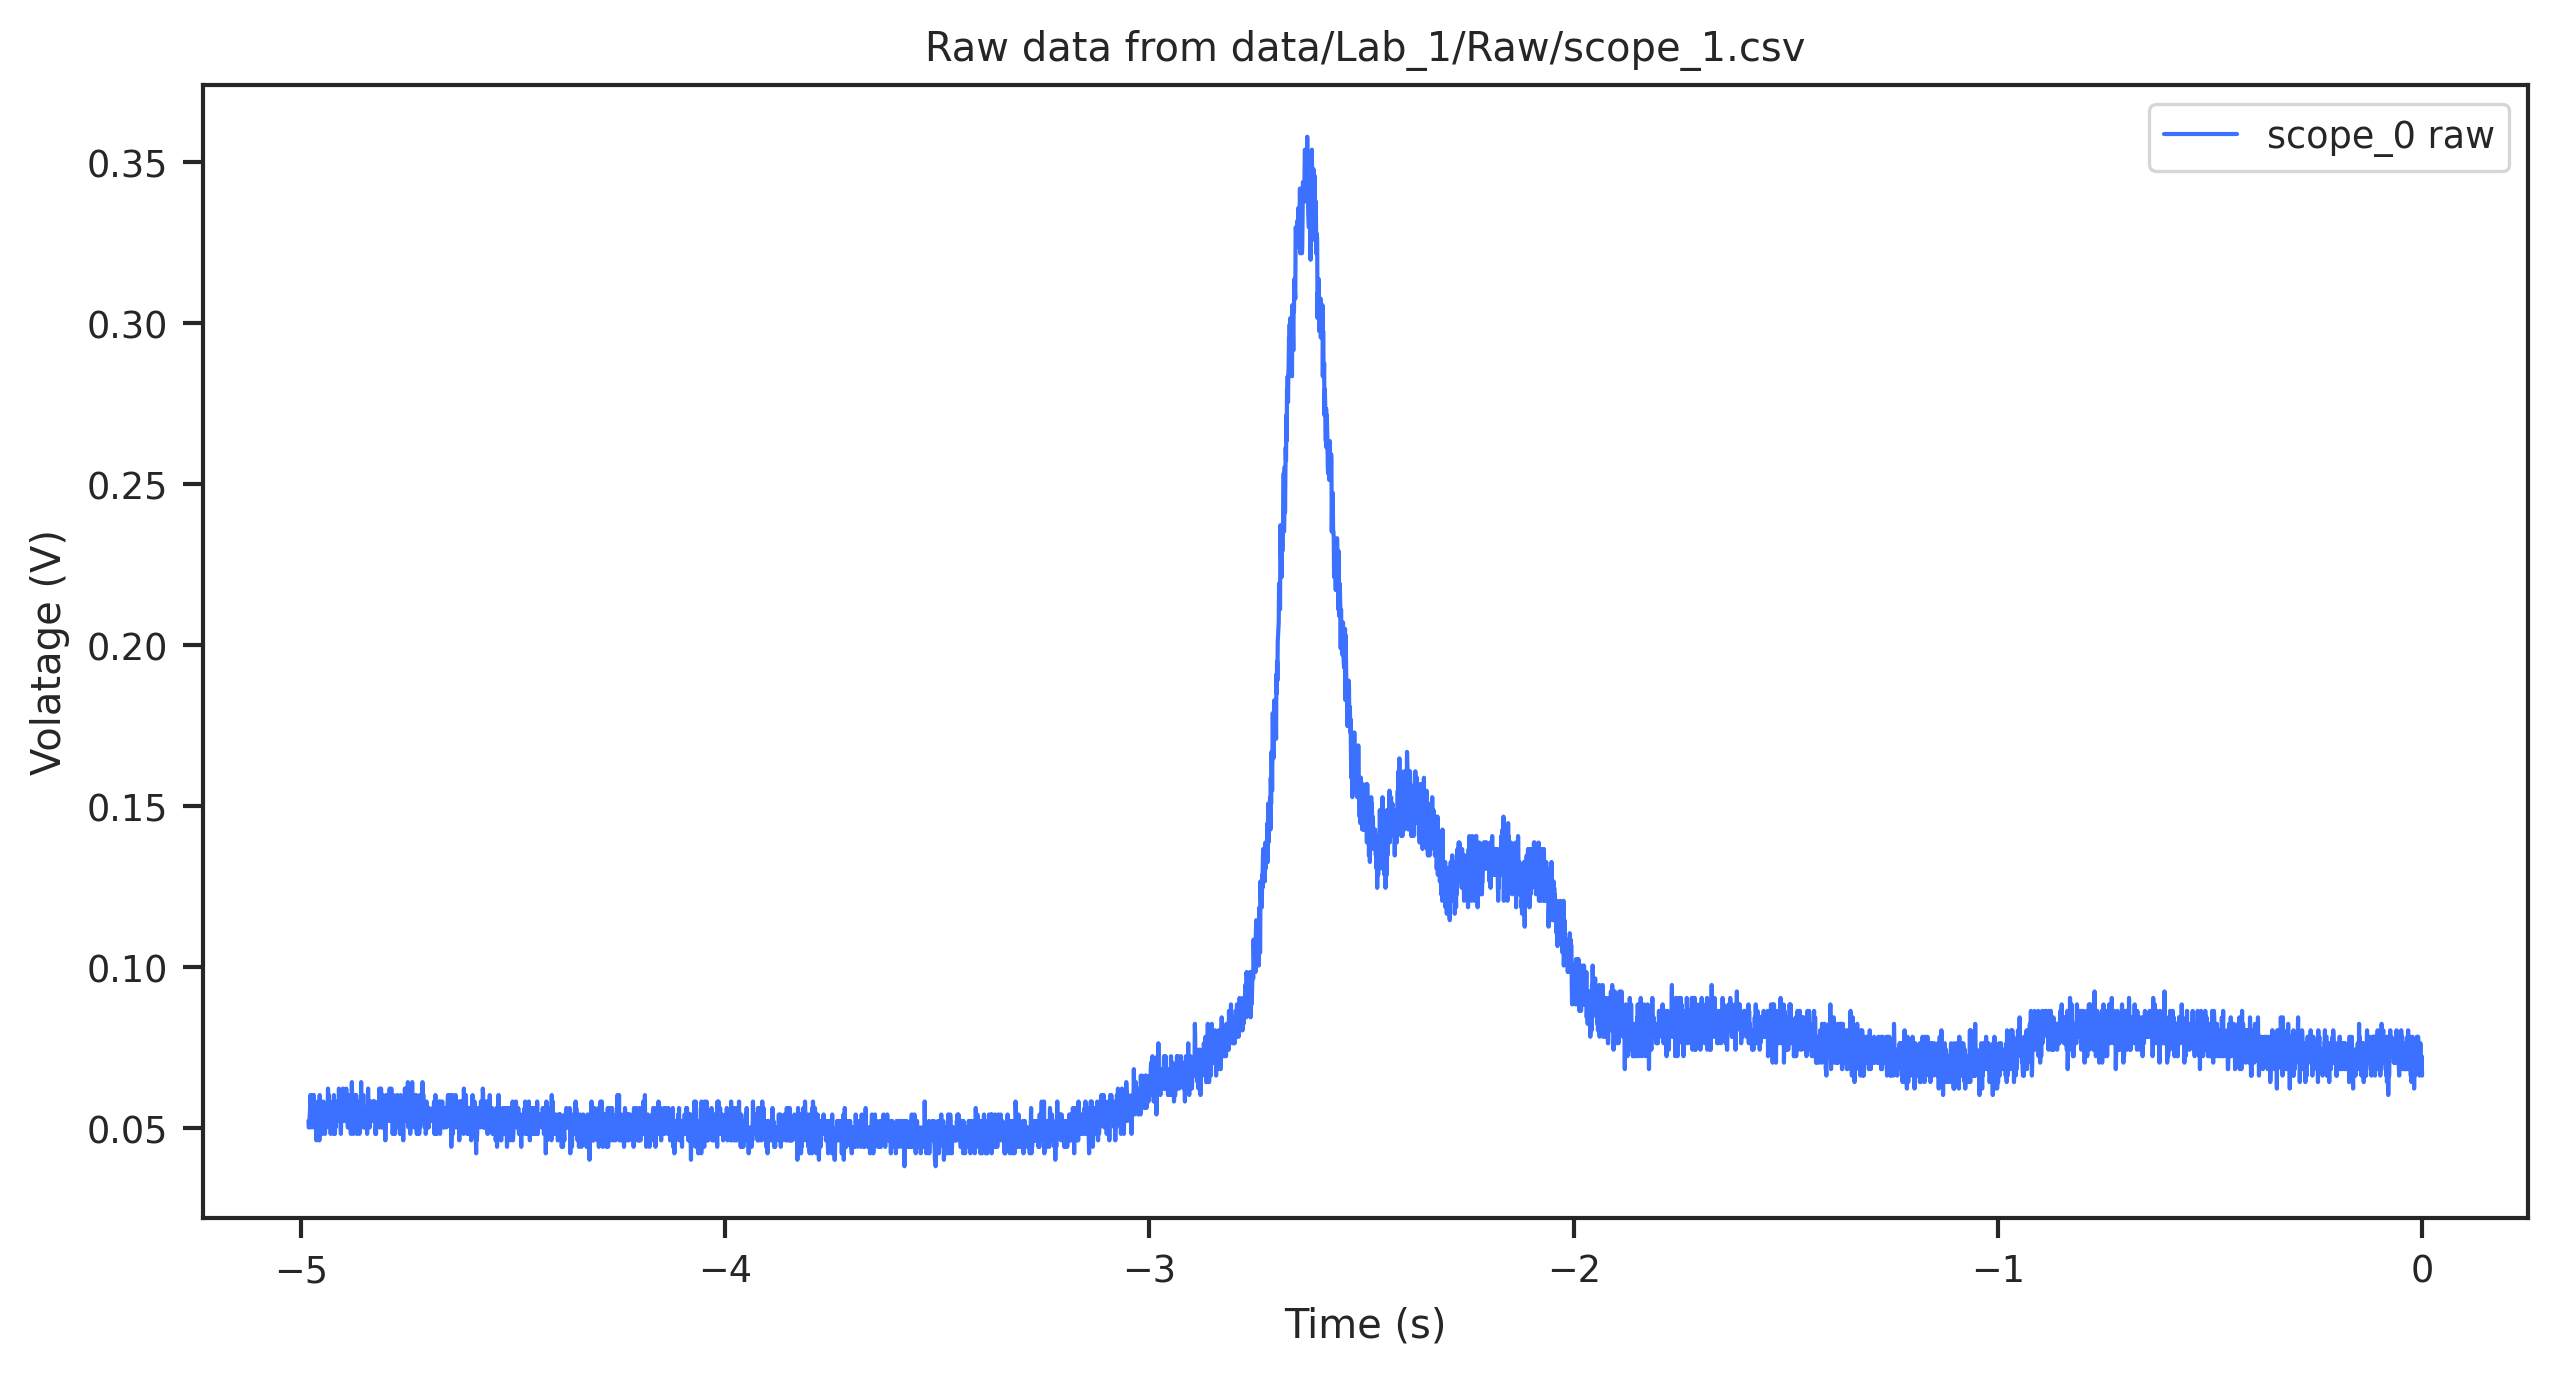 Raw data from data/Lab_1/Raw/scope_1.csv
scope_0 raw
Volatage (V)
0.35
0.30
0.25
0.20
0.15
0.10
0.05
−5 −4 −3 −2 −1 0
Time (s)